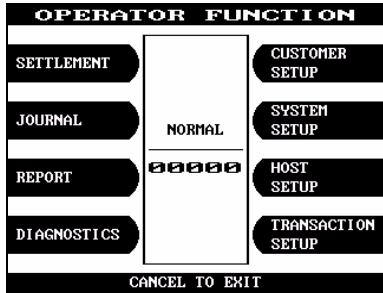 OPERATOR FUNCTION
SETTLEMENT
CUSTOMER
SETUP
JOURNAL
SYSTEM
SETUP
NORMAL
00000
REPORT
HOST
SETUP
DIAGNOSTICS
TRANSACTION
SETUP
CANCEL TO EXIT